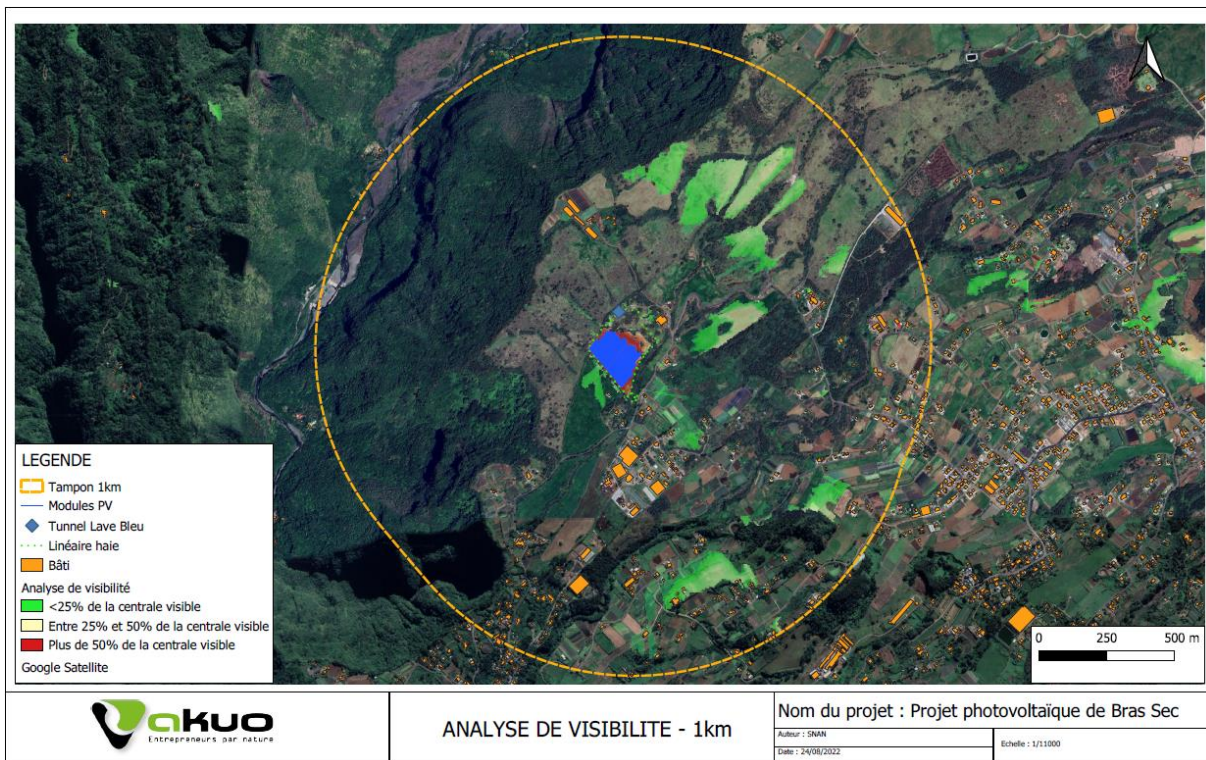 LEGENDE
Tampon 1km
Modules PV
Tunnel Lave Bleu
Linéaire haie
Bâti
Analyse de visibilité
<25% de la centrale visible
Entre 25% et 50% de la centrale visible
Plus de 50% de la centrale visible
Google Satellite
0 250 500 m
akuo
Entrepreneurs par nature
ANALYSE DE VISIBILITE - 1km
Nom du projet : Projet photovoltaïque de Bras Sec
Auteur : SNAN
Date : 24/08/2022
Echelle : 1/11000